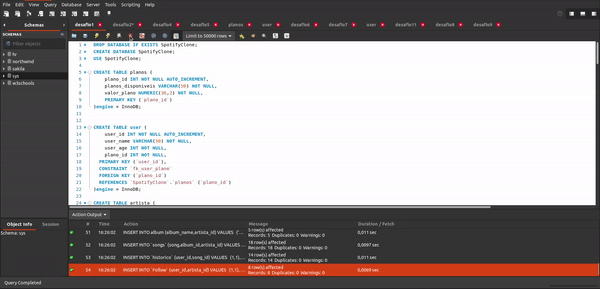 File Edit View Query Database Server Tools Scripting Help
Schemas
desafio1 desafio2* desafio4 desafio5 planos user desafio6 desafio7 user desafio11 desafio8 desafio9
SCHEMAS
Filter objects
Limit to 50000 rows
hr
northwind
sakila
sys
w3schools
1 DROP DATABASE IF EXISTS SpotifyClone;
2 CREATE DATABASE SpotifyClone;
3 USE SpotifyClone;
4
5 CREATE TABLE planos (
6 plano_id INT NOT NULL AUTO_INCREMENT,
7 planos_disponiveis VARCHAR(50) NOT NULL,
8 valor_plano NUMERIC(10,2) NOT NULL,
9 PRIMARY KEY (`plano_id`)
10 )engine = InnoDB;
11
12
13 CREATE TABLE user (
14 user_id INT NOT NULL AUTO_INCREMENT,
15 user_name VARCHAR(90) NOT NULL,
16 user_age INT NOT NULL,
17 plano_id INT NOT NULL,
18 PRIMARY KEY (`user_id`),
19 CONSTRAINT `fk_user_plano`
20 FOREIGN KEY (`plano_id`)
21 REFERENCES `SpotifyClone`.`planos` (`plano_id`)
22 )engine = InnoDB;
23
24 CREATE TABLE artista (
Action Output
Object Info Session
Schema: sys
# Time Action Message Duration / Fetch
51 16:26:02 INSERT INTO album (album_name,artista_id) VALUES ('... 5 row(s) affected
Records: 5 Duplicates: 0 Warnings: 0 0,011 sec
52 16:26:02 INSERT INTO `songs` (song,album_id) VALUES 18 row(s) affected
Records: 18 Duplicates: 0 Warnings: 0 0,0097 sec
53 16:26:02 INSERT INTO `historico` (user_id,song_id) VALUES (1,1),... 14 row(s) affected
Records: 14 Duplicates: 0 Warnings: 0 0,011 sec
54 16:26:02 INSERT INTO `Follow` (user_id,artista_id) VALUES (1,1),... 8 row(s) affected
Records: 8 Duplicates: 0 Warnings: 0 0,0069 sec
Query Completed